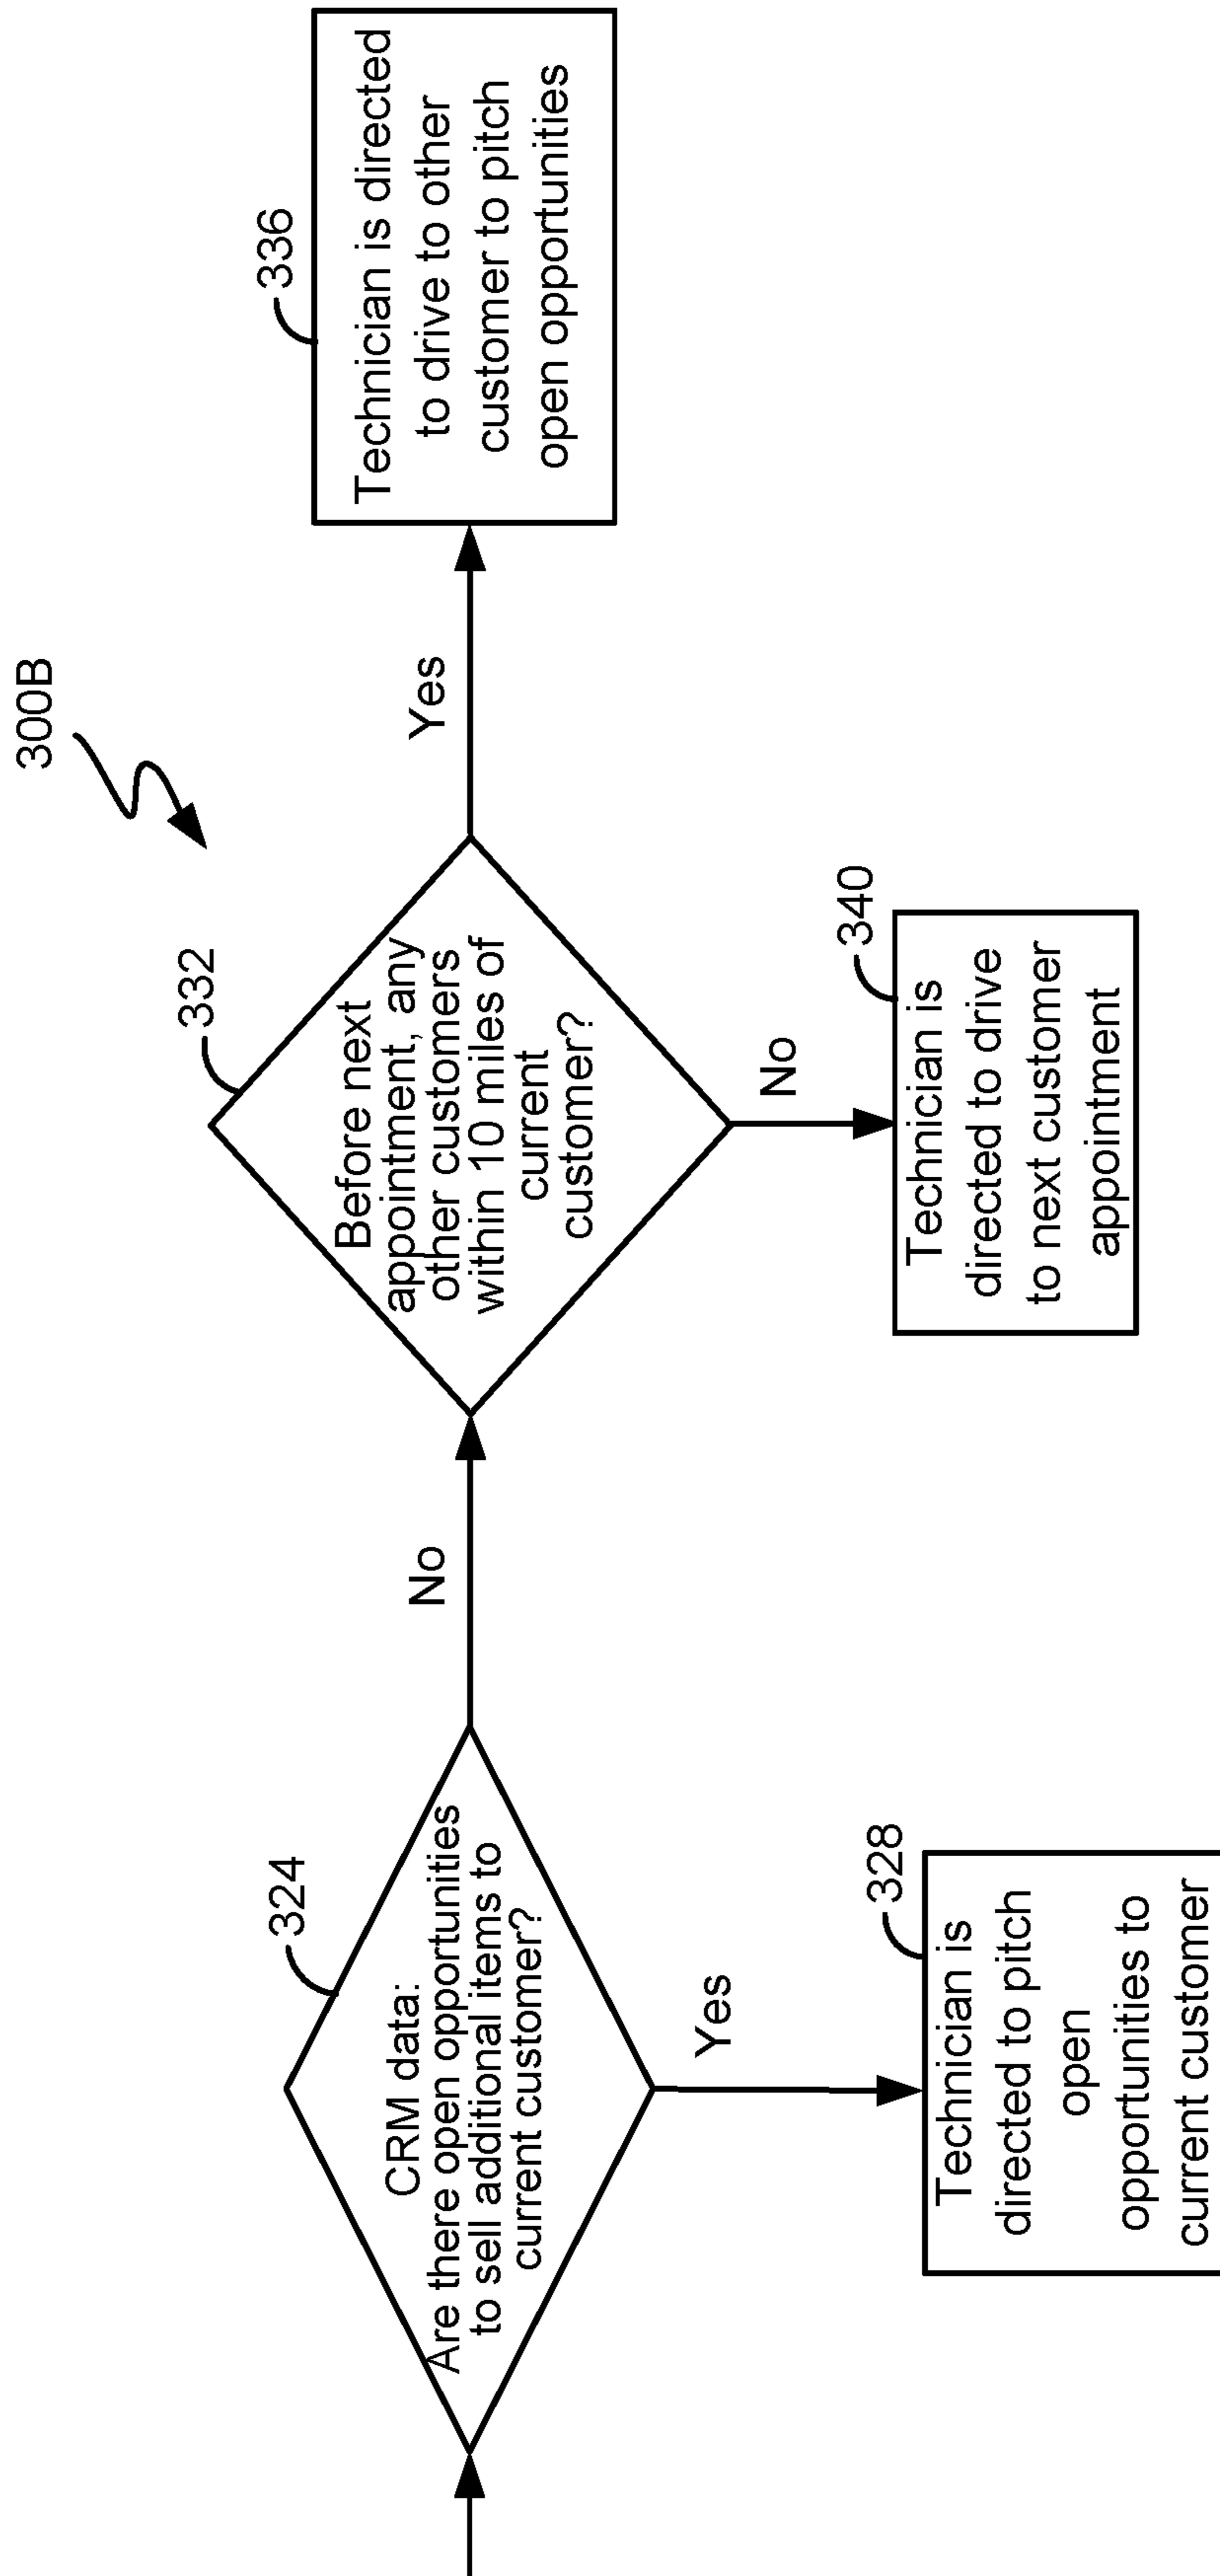 300B
324
CRM data:
Are there open opportunities
to sell additional items to
current customer?
Yes
328
Technician is
directed to pitch
open
opportunities to
current customer
No
332
Before next
appointment, any
other customers
within 10 miles of
current
customer?
No
340
Technician is
directed to drive
to next customer
appointment
Yes
336
Technician is directed
to drive to other
customer to pitch
open opportunities